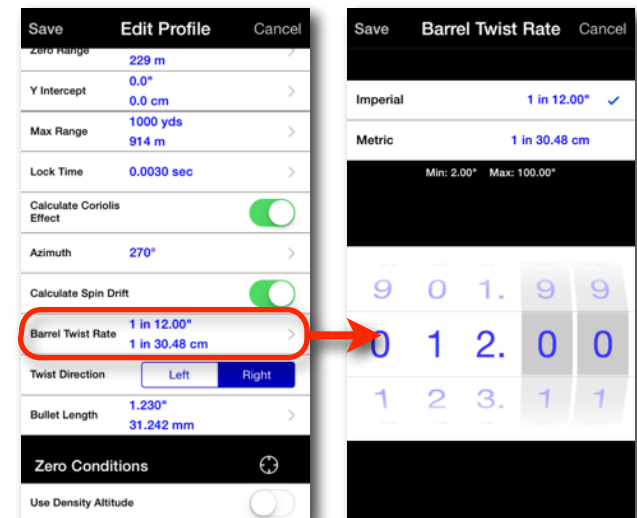 Save Edit Profile Cancel
Zero Range
229 m
Y Intercept
0.0"
0.0 cm
Max Range
1000 yds
914 m
Lock Time 0.0030 sec
Calculate Coriolis
Effect
Azimuth 270°
Calculate Spin Drift
Barrel Twist Rate
1 in 12.00"
1 in 30.48 cm
Twist Direction Left Right
Bullet Length
1.230"
31.242 mm
Zero Conditions
Use Density Altitude
Save Barrel Twist Rate Cancel
Imperial 1 in 12.00"
Metric 1 in 30.48 cm
Min: 2.00" Max: 100.00"
9 0 1. 9 9
0 1 2. 0 0
1 2 3. 1 1